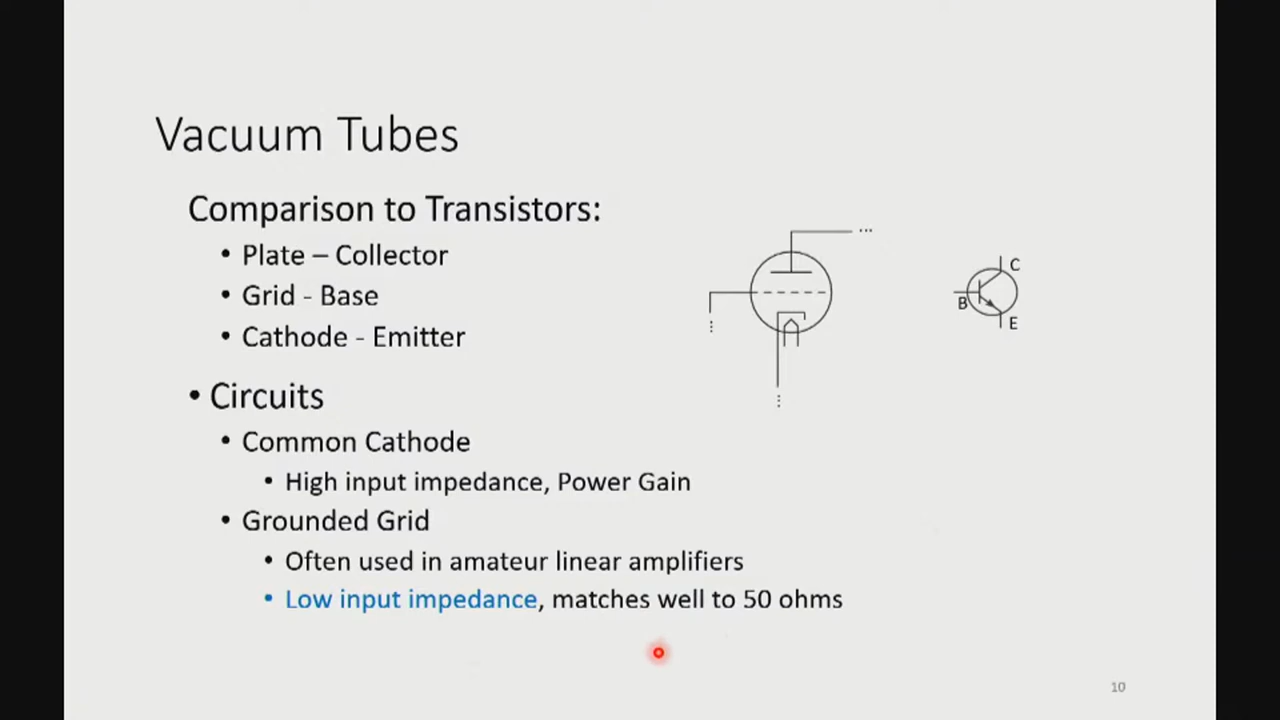 Vacuum Tubes
Comparison to Transistors:
• Plate – Collector
• Grid - Base
• Cathode - Emitter
• Circuits
• Common Cathode
• High input impedance, Power Gain
• Grounded Grid
• Often used in amateur linear amplifiers
• Low input impedance, matches well to 50 ohms
...
...
...
C
B
E
10